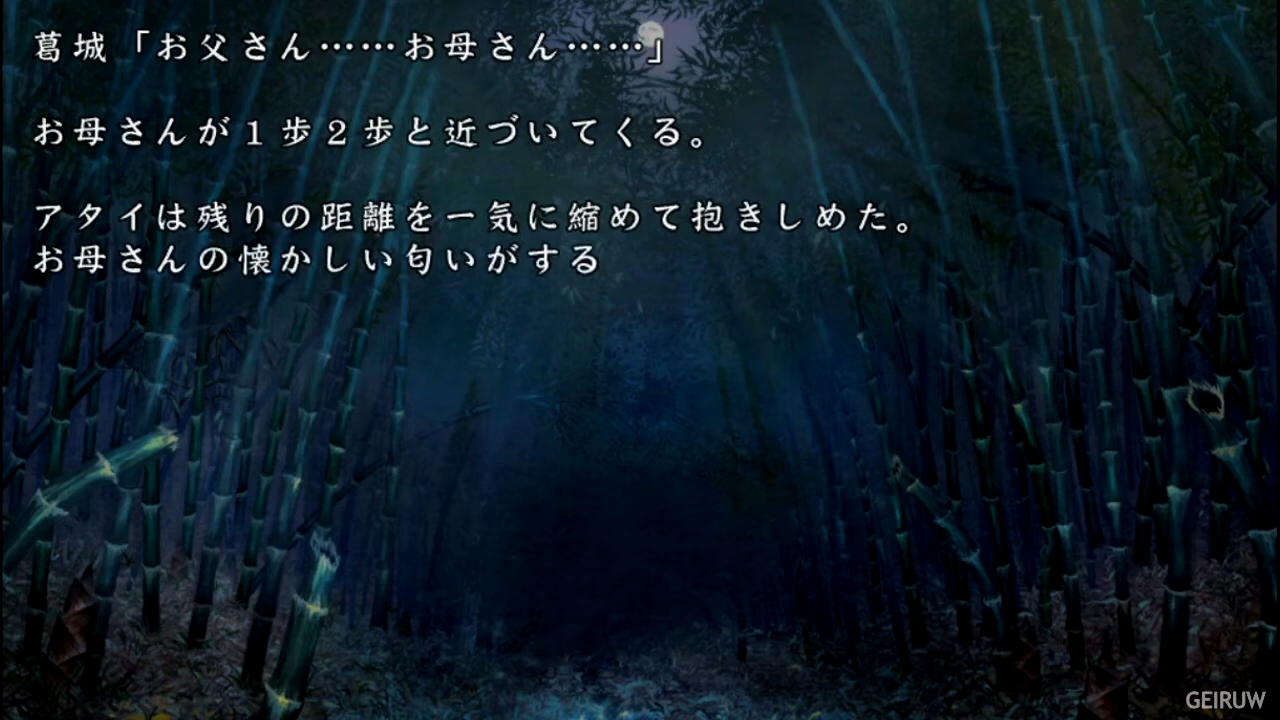 葛城「お父さん……お母さん……」
お母さんが１歩２歩と近づいてくる。
アタイは残りの距離を一気に縮めて抱きしめた。
お母さんの懐かしい匂いがする
GEIRUW